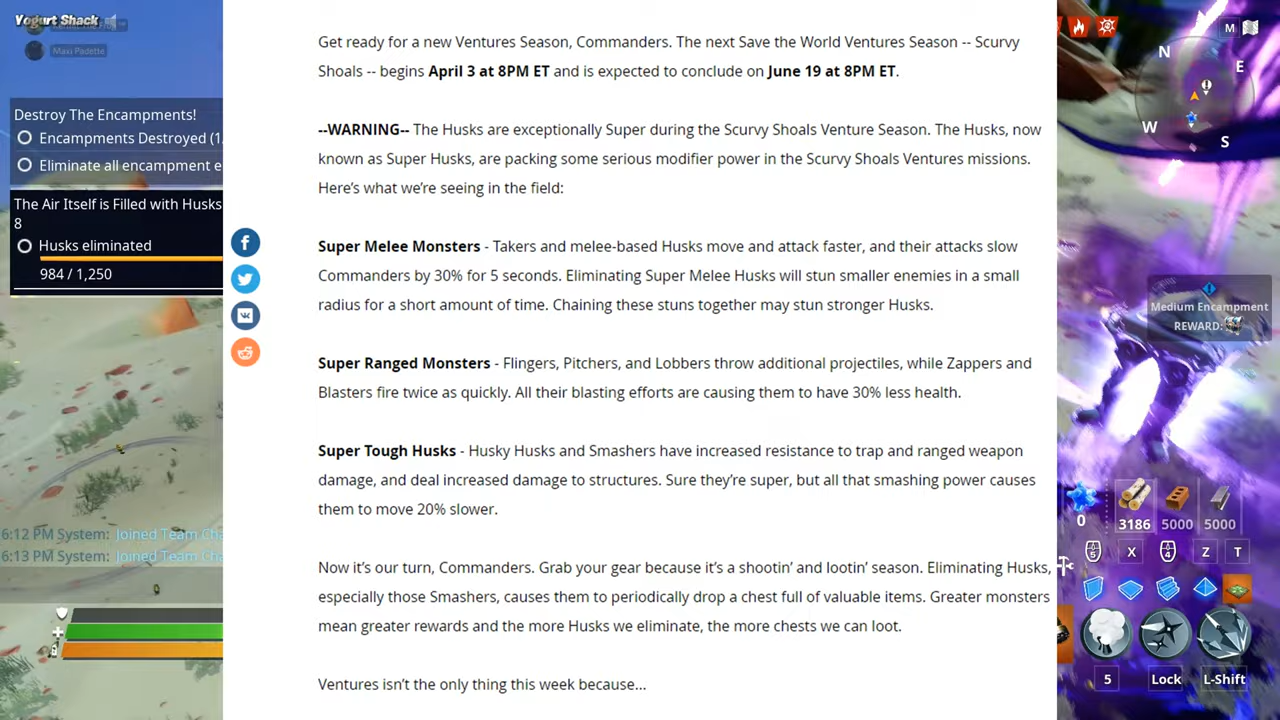 Yogurt Shack
Maxi Padette
Destroy The Encampments!
Encampments Destroyed (1
Eliminate all encampment e
The Air Itself is Filled with Husks
8
Husks eliminated
984 / 1,250
6:12 PM System: Joined Team Cha
6:13 PM System: Joined Team Cha
Get ready for a new Ventures Season, Commanders. The next Save the World Ventures Season -- Scurvy
Shoals -- begins April 3 at 8PM ET and is expected to conclude on June 19 at 8PM ET.
--WARNING-- The Husks are exceptionally Super during the Scurvy Shoals Venture Season. The Husks, now
known as Super Husks, are packing some serious modifier power in the Scurvy Shoals Ventures missions.
Here’s what we’re seeing in the field:
Super Melee Monsters - Takers and melee-based Husks move and attack faster, and their attacks slow
Commanders by 30% for 5 seconds. Eliminating Super Melee Husks will stun smaller enemies in a small
radius for a short amount of time. Chaining these stuns together may stun stronger Husks.
Super Ranged Monsters - Flingers, Pitchers, and Lobbers throw additional projectiles, while Zappers and
Blasters fire twice as quickly. All their blasting efforts are causing them to have 30% less health.
Super Tough Husks - Husky Husks and Smashers have increased resistance to trap and ranged weapon
damage, and deal increased damage to structures. Sure they’re super, but all that smashing power causes
them to move 20% slower.
Now it’s our turn, Commanders. Grab your gear because it’s a shootin’ and lootin’ season. Eliminating Husks,
especially those Smashers, causes them to periodically drop a chest full of valuable items. Greater monsters
mean greater rewards and the more Husks we eliminate, the more chests we can loot.
Ventures isn’t the only thing this week because...
M
N
E
W
S
Medium Encampment
REWARD:
0
3186
5000
5000
5
X
4
Z
T
5
Lock
L-Shift